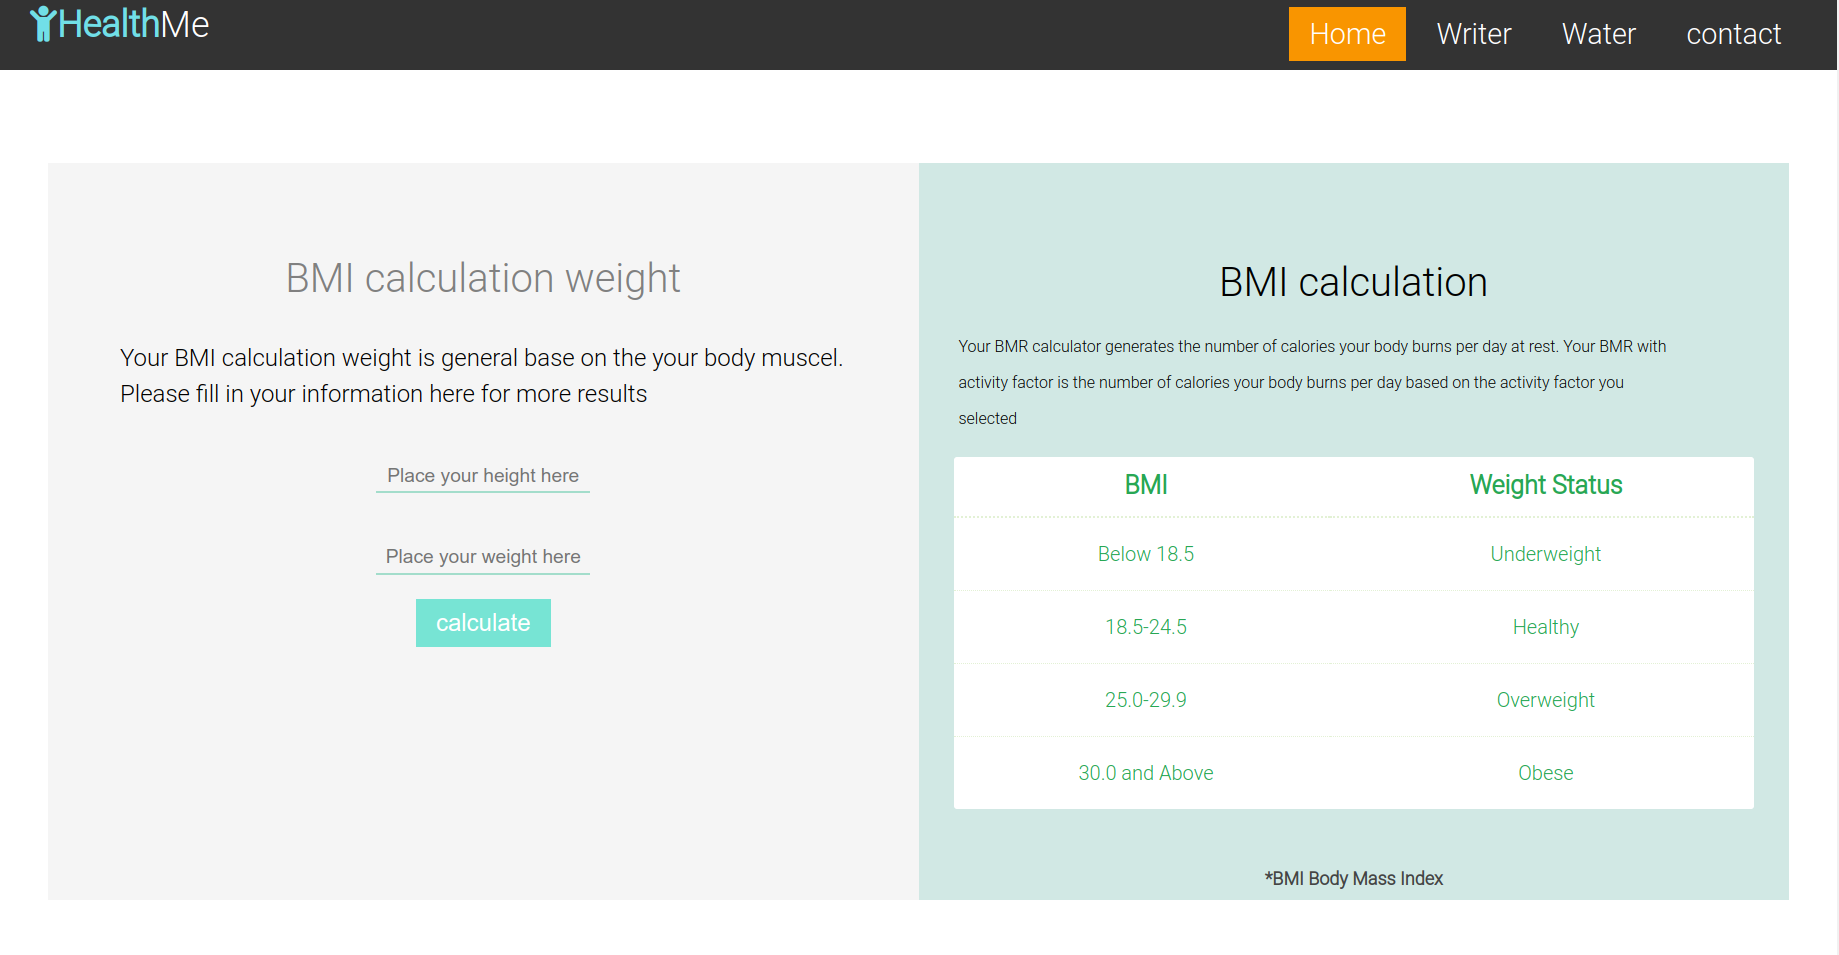 HealthMe
Home Writer Water contact
BMI calculation weight
Your BMI calculation weight is general base on the your body muscel.
Please fill in your information here for more results
Place your height here
Place your weight here
calculate
BMI calculation
Your BMR calculator generates the number of calories your body burns per day at rest. Your BMR with
activity factor is the number of calories your body burns per day based on the activity factor you
selected
BMI Weight Status
Below 18.5 Underweight
18.5-24.5 Healthy
25.0-29.9 Overweight
30.0 and Above Obese
*BMI Body Mass Index